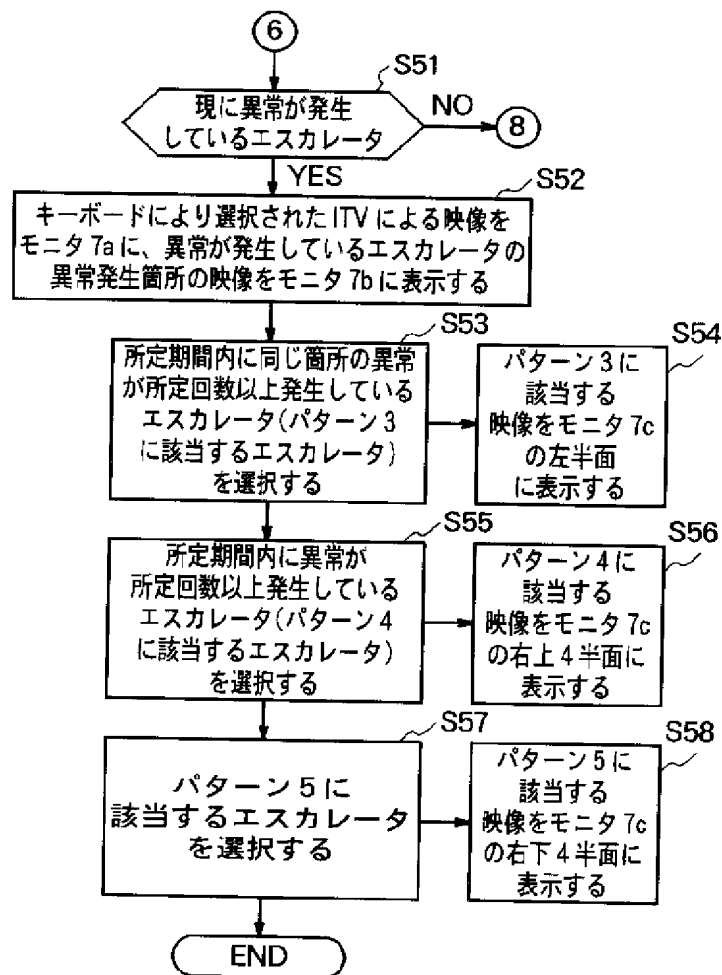 6
S51
現に異常が発生
しているエスカレータ
NO
8
YES
S52
キーボードにより選択されたITVによる映像を
モニタ7aに、異常が発生しているエスカレータの
異常発生箇所の映像をモニタ7bに表示する
S53
所定期間内に同じ箇所の異常
が所定回数以上発生している
エスカレータ(パターン3
に該当するエスカレータ)
を選択する
S54
パターン3に
該当する
映像をモニタ7c
の左半面
に表示する
S55
所定期間内に異常が
所定回数以上発生している
エスカレータ(パターン4
に該当するエスカレータ)
を選択する
S56
パターン4に
該当する
映像をモニタ7c
の右上4半面に
表示する
S57
パターン5に
該当するエスカレータ
を選択する
S58
パターン5に
該当する
映像をモニタ7c
の右下4半面に
表示する
END